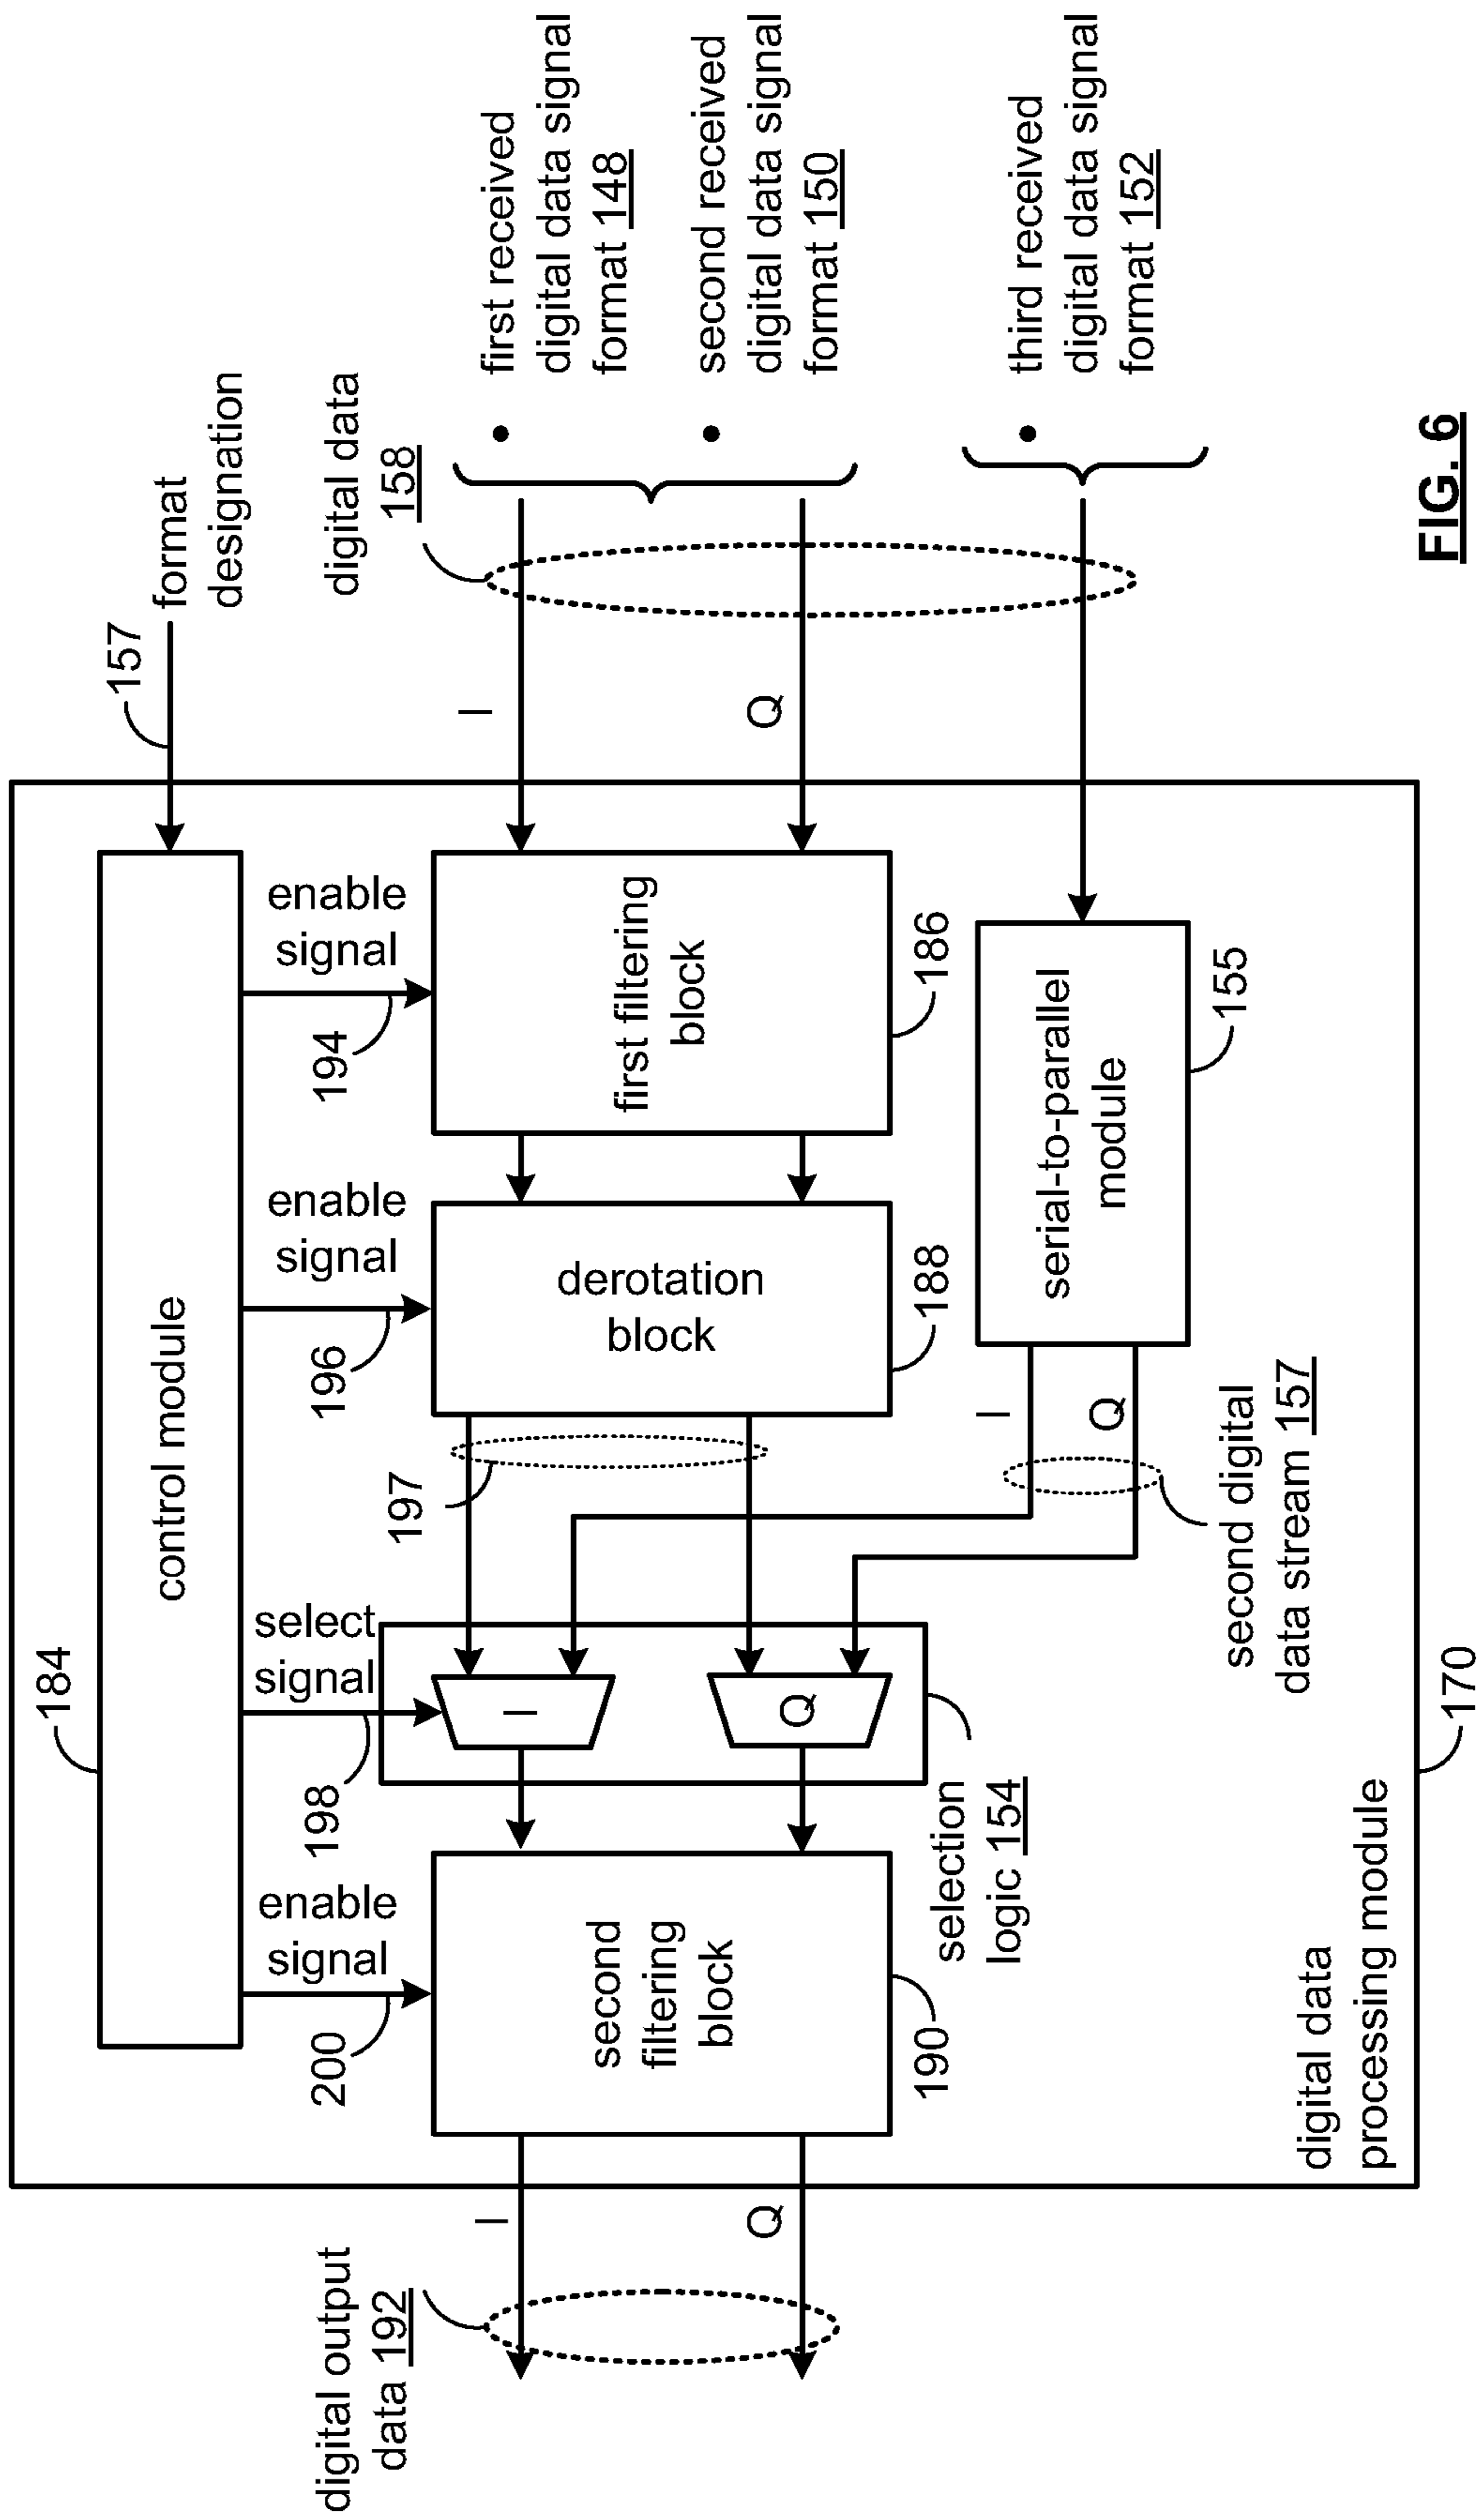 157
format
designation
digital data
158
first received
digital data signal
format 148
second received
digital data signal
format 150
third received
digital data signal
format 152
I
Q
184
control module
enable
signal
194
enable
signal
196
select
signal
198
enable
signal
200
first filtering
block
186
derotation
block
188
197
serial-to-parallel
module
155
I
Q
second digital
data stream 157
I
Q
selection
logic 154
second
filtering
block
190
I
Q
digital output
data 192
digital data
processing module
170
FIG. 6